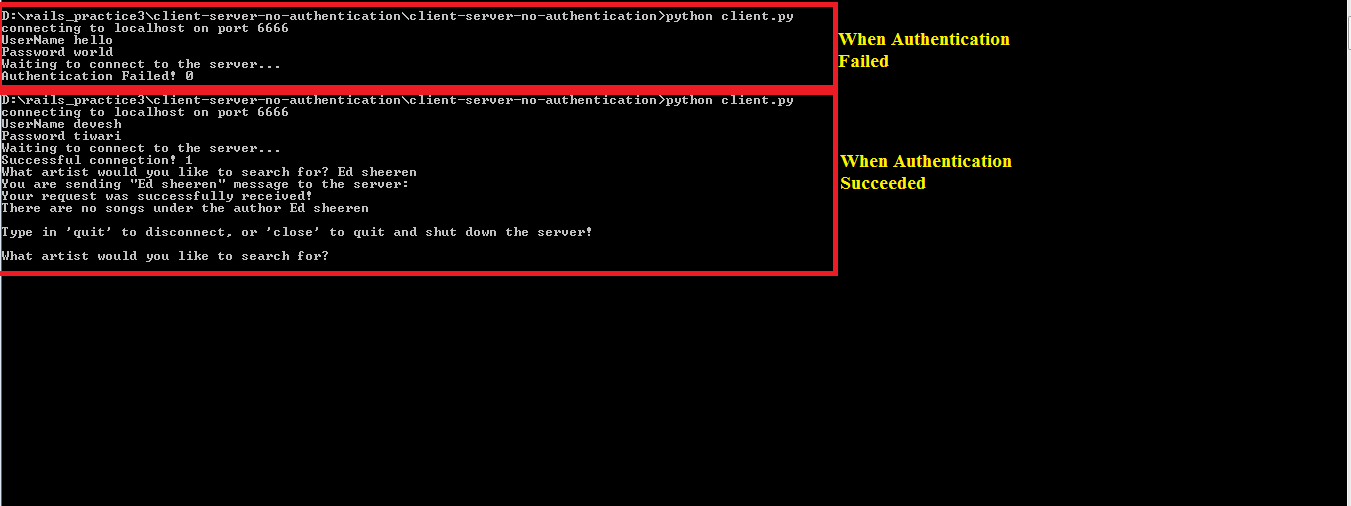 D:\rails_practice3\client-server-no-authentication\client-server-no-authentication>python client.py
connecting to localhost on port 6666
UserName hello
Password world
Waiting to connect to the server...
Authentication Failed! 0
When Authentication
Failed
D:\rails_practice3\client-server-no-authentication\client-server-no-authentication>python client.py
connecting to localhost on port 6666
UserName devesh
Password tiwari
Waiting to connect to the server...
Successful connection! 1
What artist would you like to search for? Ed sheeren
You are sending "Ed sheeren" message to the server:
Your request was successfully received!
There are no songs under the author Ed sheeren
Type in 'quit' to disconnect, or 'close' to quit and shut down the server!
What artist would you like to search for?
When Authentication
Succeeded